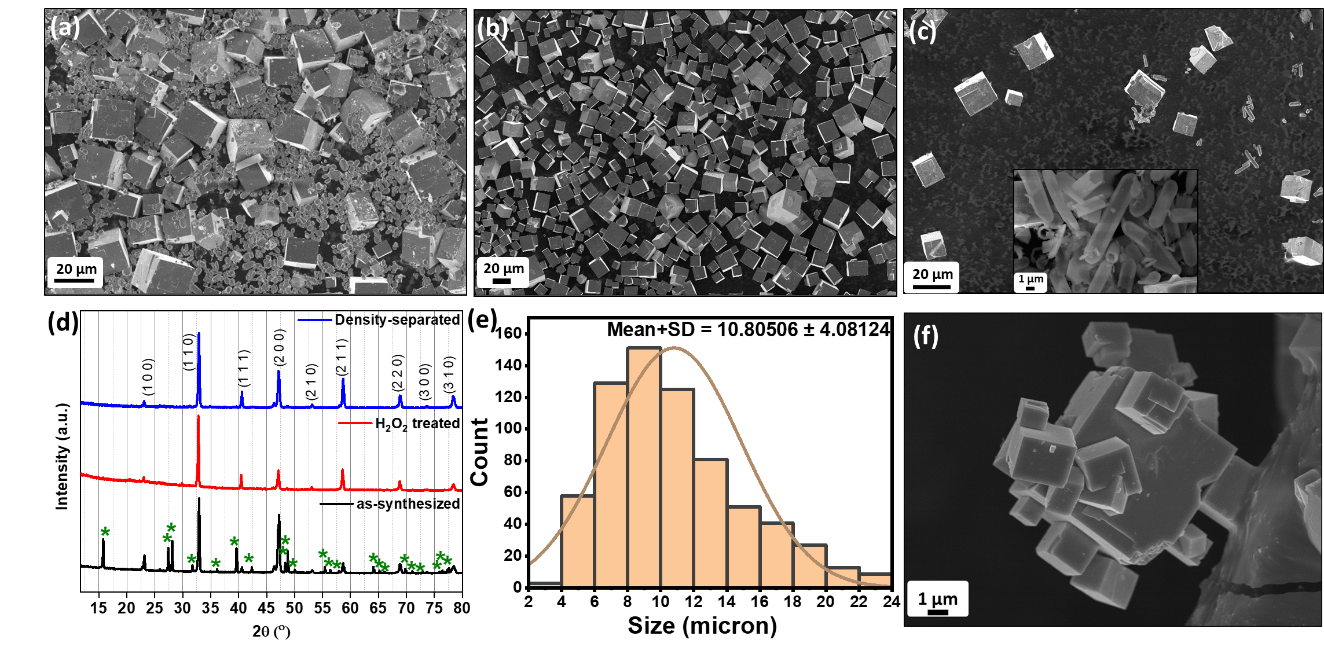 (a)
20 µm
(b)
20 µm
(c)
1 µm
20 µm
(d)
Density-separated
(1 0 0)
(1 1 0)
(1 1 1)
(2 0 0)
(2 1 0)
(2 1 1)
(2 2 0)
(3 0 0)
(3 1 0)
H₂O₂ treated
as-synthesized
* * * * * * * * * * * * * * * * * * * * * * *
Intensity (a.u.)
15 20 25 30 35 40 45 50 55 60 65 70 75 80
2θ (°)
(e)
Mean+SD = 10.80506 ± 4.08124
160
140
120
100
80
60
40
20
0
Count
2 4 6 8 10 12 14 16 18 20 22 24
Size (micron)
(f)
1 µm